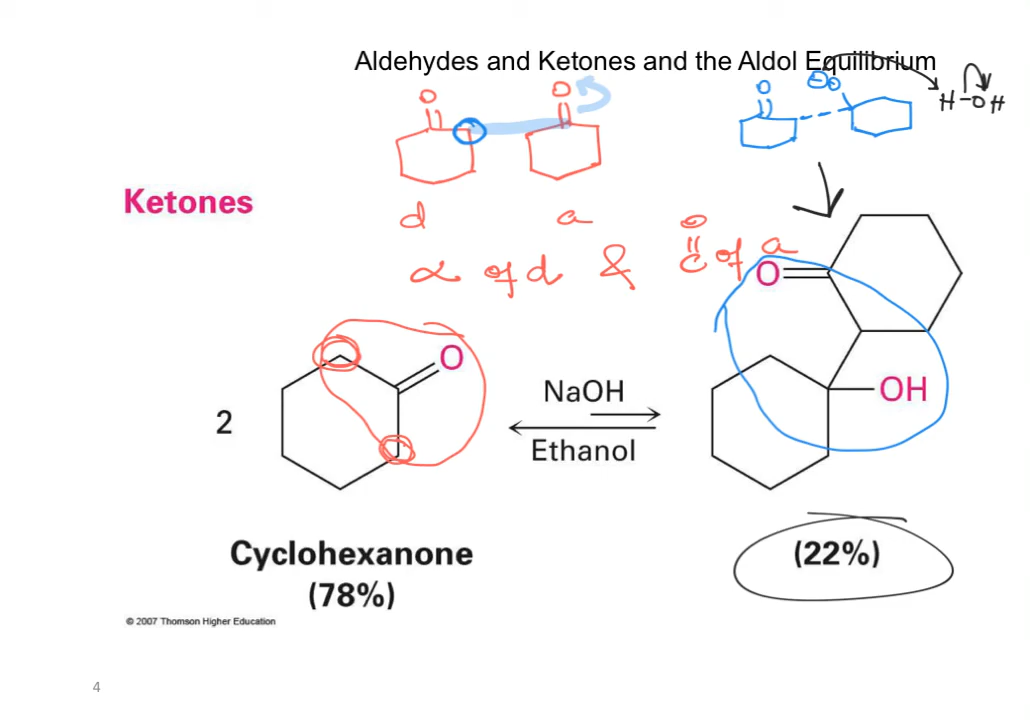 Aldehydes and Ketones and the Aldol Equilibrium
O O O ⊖O H-OH
Ketones
d a
α of d & O=C of a
O
O
OH
2
NaOH
Ethanol
Cyclohexanone
(78%)
(22%)
© 2007 Thomson Higher Education
4